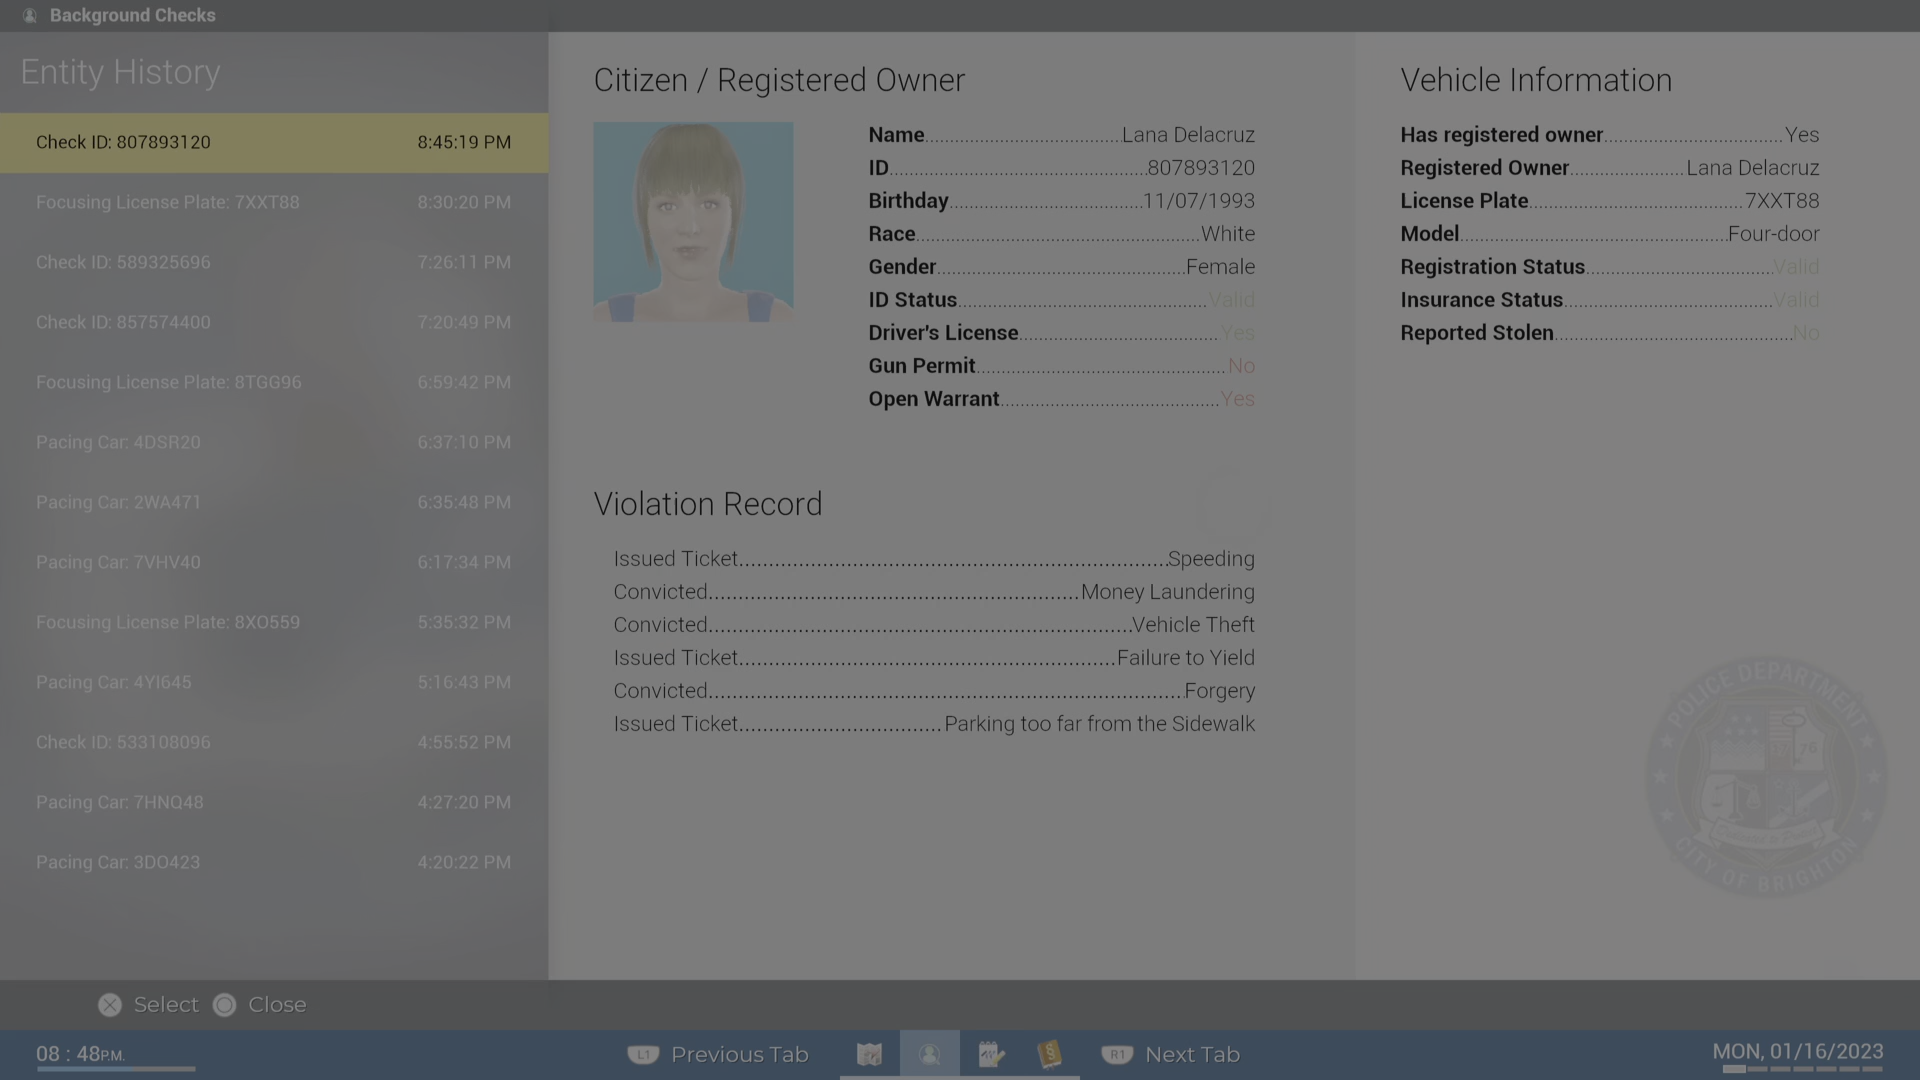 Background Checks
Entity History
Check ID: 807893120 8:45:19 PM
Focusing License Plate: 7XXT88 8:30:20 PM
Check ID: 589325696 7:26:11 PM
Check ID: 857574400 7:20:49 PM
Focusing License Plate: 8TGG96 6:59:42 PM
Pacing Car: 4DSR20 6:37:10 PM
Pacing Car: 2WA471 6:35:48 PM
Pacing Car: 7VHV40 6:17:34 PM
Focusing License Plate: 8XO559 5:35:32 PM
Pacing Car: 4YI645 5:16:43 PM
Check ID: 533108096 4:55:52 PM
Pacing Car: 7HNQ48 4:27:20 PM
Pacing Car: 3DO423 4:20:22 PM
Citizen / Registered Owner
Name Lana Delacruz
ID 807893120
Birthday 11/07/1993
Race White
Gender Female
ID Status Valid
Driver's License Yes
Gun Permit No
Open Warrant Yes
Violation Record
Issued Ticket Speeding
Convicted Money Laundering
Convicted Vehicle Theft
Issued Ticket Failure to Yield
Convicted Forgery
Issued Ticket Parking too far from the Sidewalk
Vehicle Information
Has registered owner Yes
Registered Owner Lana Delacruz
License Plate 7XXT88
Model Four-door
Registration Status Valid
Insurance Status Valid
Reported Stolen No
POLICE DEPARTMENT
CITY OF BRIGHTON
Select Close
08 : 48 P.M.
L1 Previous Tab
R1 Next Tab
MON, 01/16/2023